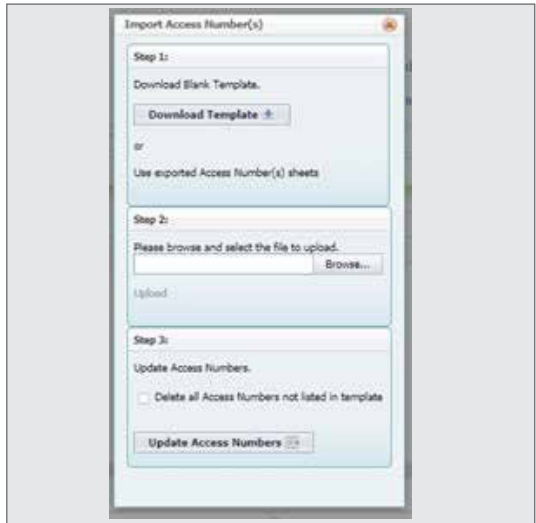 Import Access Number(s)
Step 1:
Download Blank Template.
Download Template
or
Use exported Access Number(s) sheets
Step 2:
Please browse and select the file to upload.
Browse...
Upload
Step 3:
Update Access Numbers.
Delete all Access Numbers not listed in template
Update Access Numbers